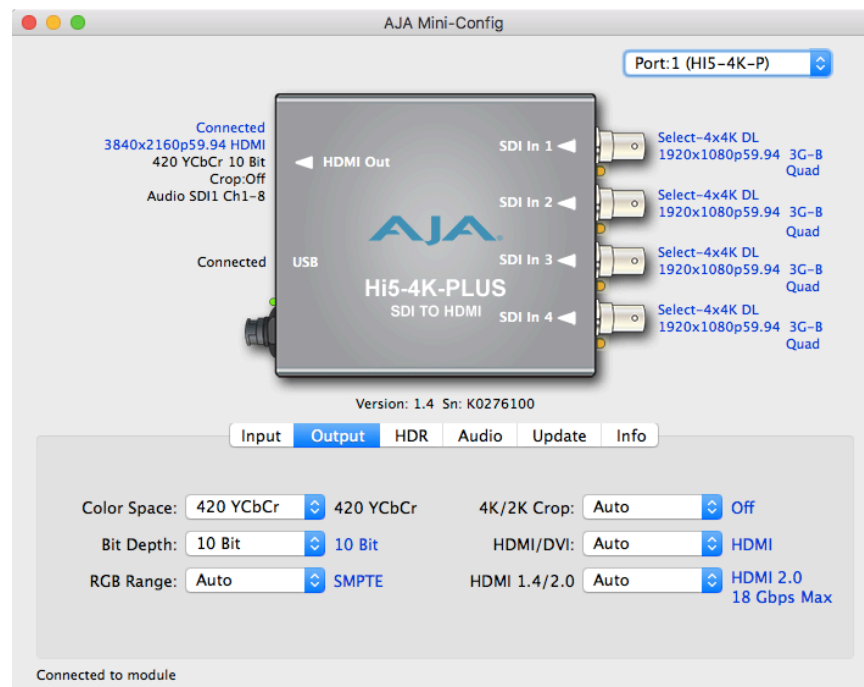 AJA Mini-Config
Port:1 (HI5-4K-P)
Connected
3840x2160p59.94 HDMI
420 YCbCr 10 Bit
Crop:Off
Audio SDI1 Ch1-8
Connected
HDMI Out
USB
AJA
Hi5-4K-PLUS
SDI TO HDMI
SDI In 1
SDI In 2
SDI In 3
SDI In 4
Select-4x4K DL
1920x1080p59.94 3G-B
Quad
Select-4x4K DL
1920x1080p59.94 3G-B
Quad
Select-4x4K DL
1920x1080p59.94 3G-B
Quad
Select-4x4K DL
1920x1080p59.94 3G-B
Quad
Version: 1.4 Sn: K0276100
Input Output HDR Audio Update Info
Color Space: 420 YCbCr 420 YCbCr
Bit Depth: 10 Bit 10 Bit
RGB Range: Auto SMPTE
4K/2K Crop: Auto Off
HDMI/DVI: Auto HDMI
HDMI 1.4/2.0 Auto HDMI 2.0
18 Gbps Max
Connected to module